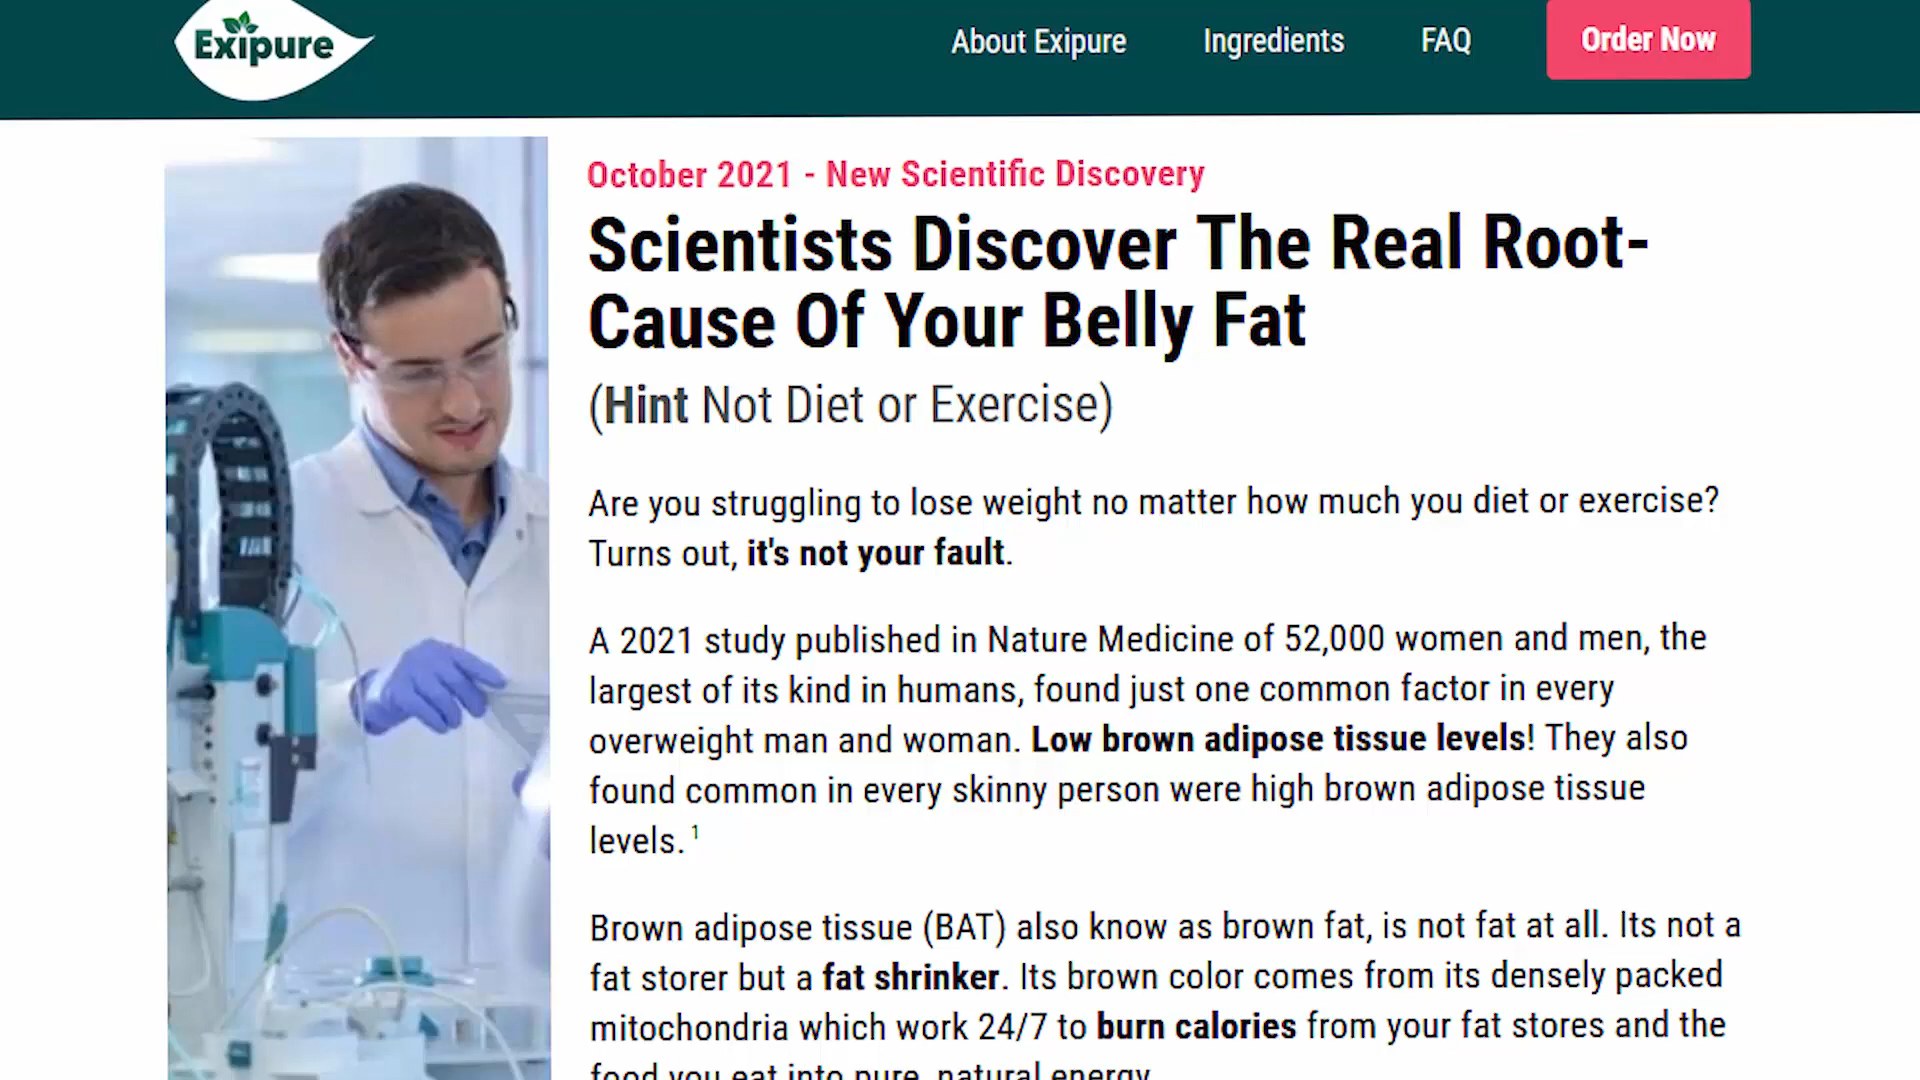 Exipure
About Exipure
Ingredients
FAQ
Order Now
October 2021 - New Scientific Discovery
Scientists Discover The Real Root-
Cause Of Your Belly Fat
(Hint Not Diet or Exercise)
Are you struggling to lose weight no matter how much you diet or exercise?
Turns out, it's not your fault.
A 2021 study published in Nature Medicine of 52,000 women and men, the
largest of its kind in humans, found just one common factor in every
overweight man and woman. Low brown adipose tissue levels! They also
found common in every skinny person were high brown adipose tissue
levels. 1
Brown adipose tissue (BAT) also know as brown fat, is not fat at all. Its not a
fat storer but a fat shrinker. Its brown color comes from its densely packed
mitochondria which work 24/7 to burn calories from your fat stores and the
food you eat into pure, natural energy.